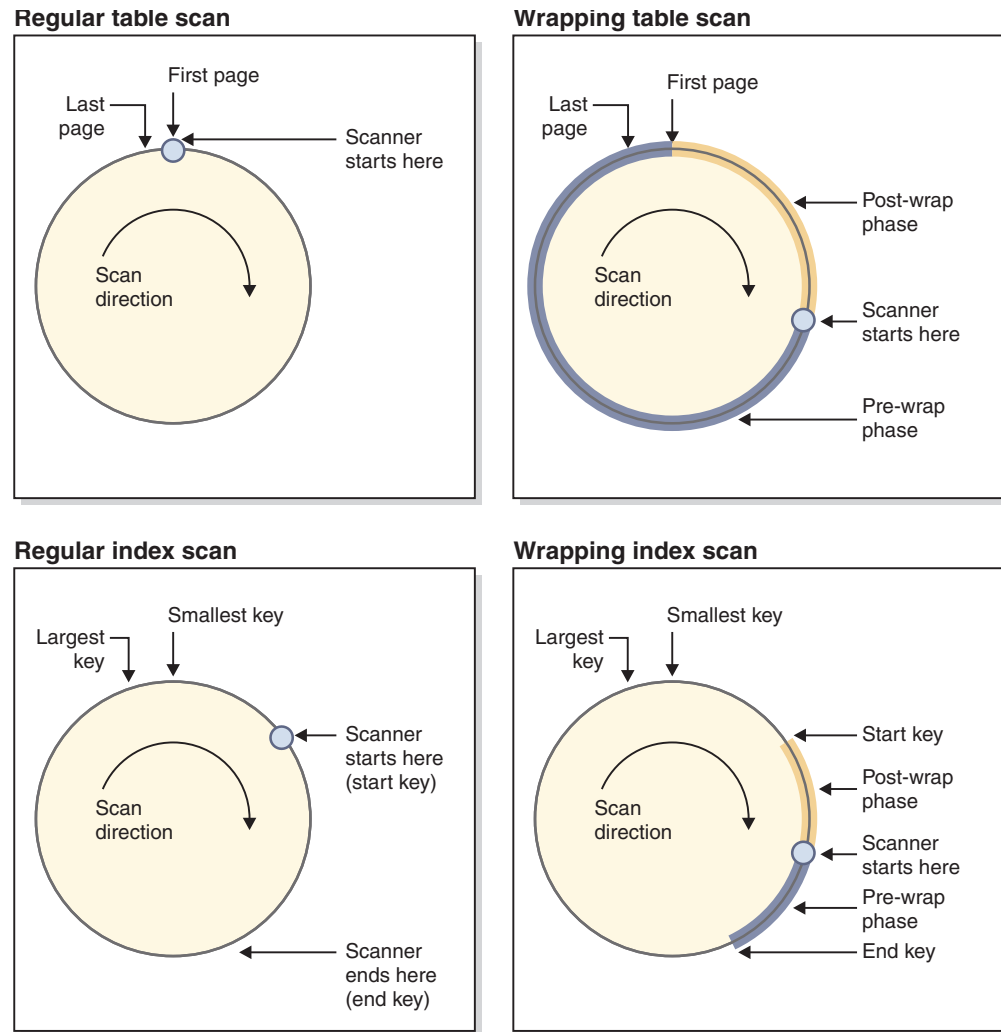 Regular table scan
First page
Last
page
Scanner
starts here
Scan
direction
Wrapping table scan
First page
Last
page
Post-wrap
phase
Scan
direction
Scanner
starts here
Pre-wrap
phase
Regular index scan
Smallest key
Largest
key
Scanner
starts here
(start key)
Scan
direction
Scanner
ends here
(end key)
Wrapping index scan
Smallest key
Largest
key
Start key
Post-wrap
phase
Scan
direction
Scanner
starts here
Pre-wrap
phase
End key